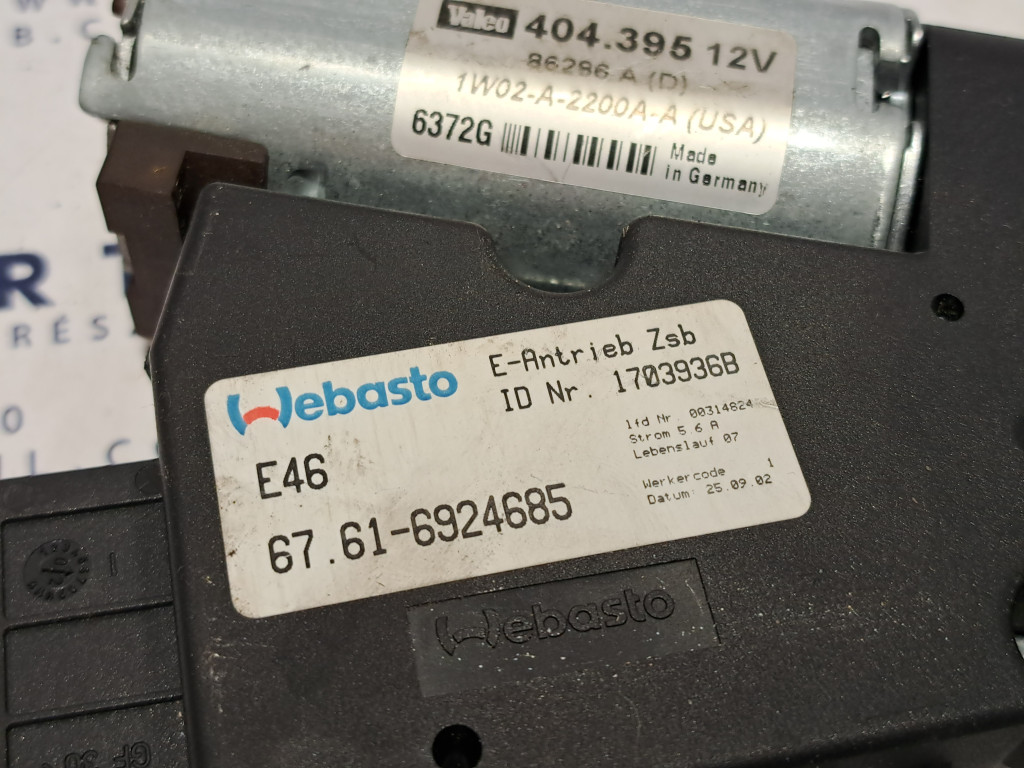 Valeo 404.395 12V
86286 A (D)
1W02-A-2200A-A (USA)
6372G Made
in Germany
Webasto
E-Antrieb Zsb
ID Nr. 1703936B
lfd Nr. 00314824
Strom 5 6 A
Lebenslauf 07
Werkercode 1
Datum: 25.09.02
E46
67.61-6924685
Webasto